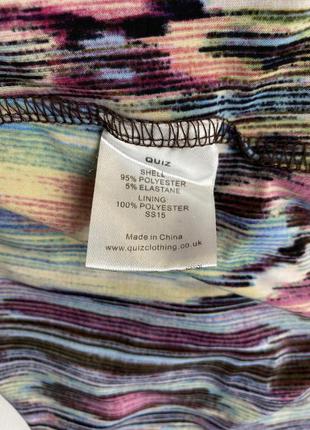 QUIZ
SHELL
95% POLYESTER
5% ELASTANE
LINING
100% POLYESTER
SS15
Made in China
www.quizclothing.co.uk